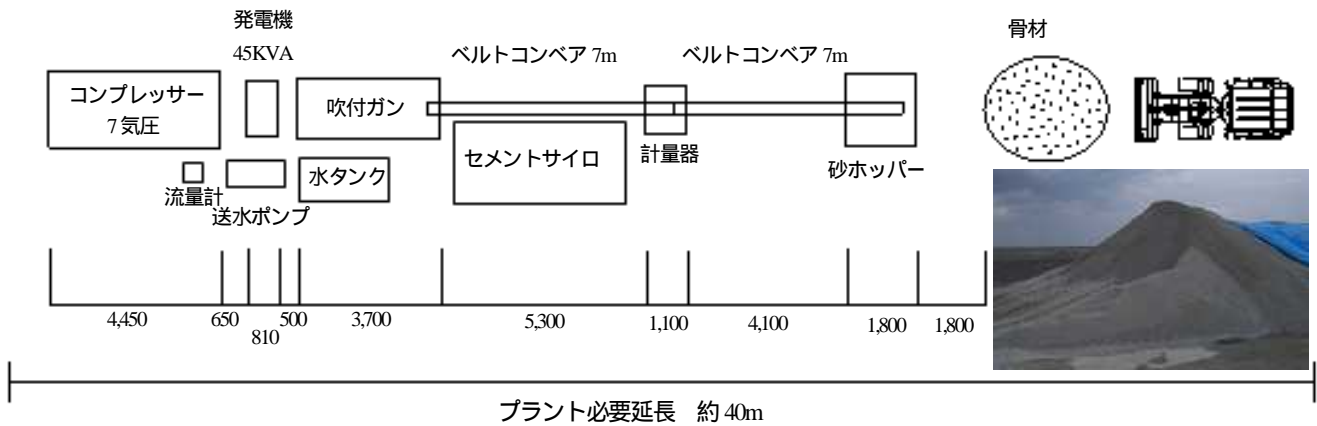 発電機
45KVA
ベルトコンベア 7m
ベルトコンベア 7m
骨材
コンプレッサー
7 気圧
吹付ガン
計量器
砂ホッパー
セメントサイロ
流量計
送水ポンプ
水タンク
4,450
650
810
500
3,700
5,300
1,100
4,100
1,800
1,800
プラント必要延長　約 40m